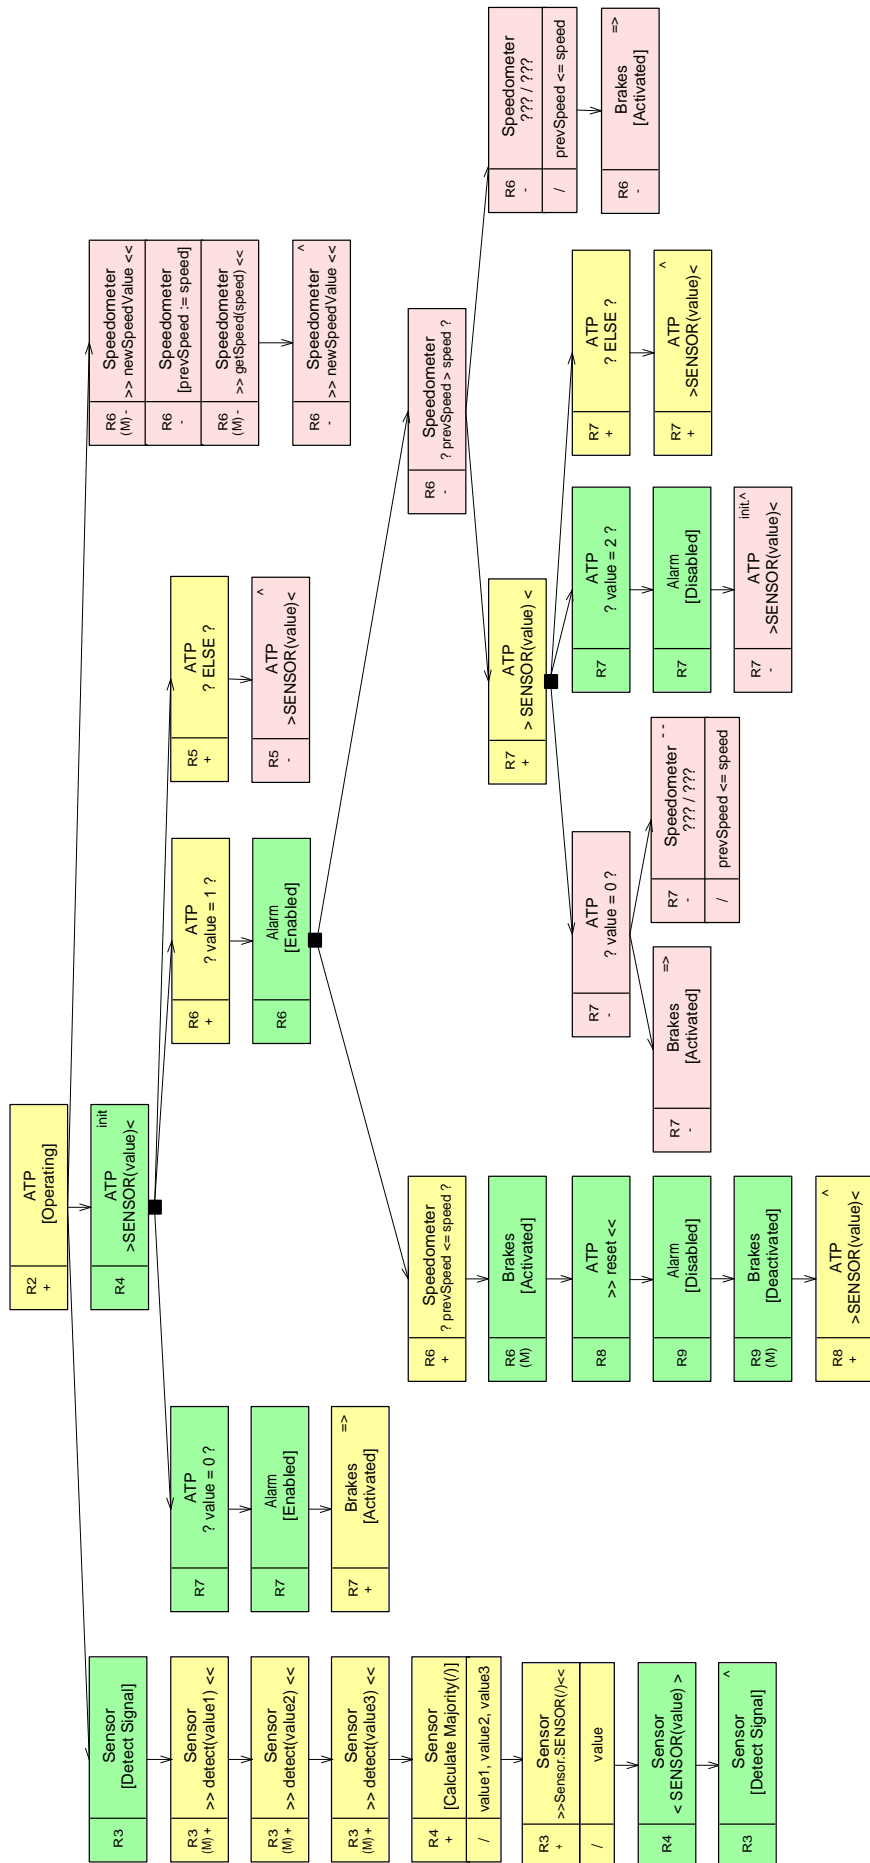 R2
+
ATP
[Operating]
R4
ATP
>SENSOR(value)<
init
R3
Sensor
[Detect Signal]
R3
(M) +
Sensor
>> detect(value1) <<
R3
(M) +
Sensor
>> detect(value2) <<
R3
(M) +
Sensor
>> detect(value3) <<
R4
+
Sensor
[Calculate Majority(/)]
/
value1, value2, value3
R3
+
Sensor
>>Sensor.SENSOR(/)<<
/
value
R4
Sensor
< SENSOR(value) >
R3
Sensor
[Detect Signal]
^
R7
ATP
? value = 0 ?
R7
Alarm
[Enabled]
R7
+
Brakes
[Activated]
=>
R6
+
ATP
? value = 1 ?
R6
Alarm
[Enabled]
R5
+
ATP
? ELSE ?
R5
-
ATP
>SENSOR(value)<
^
R6
(M) -
Speedometer
>> newSpeedValue <<
R6
-
Speedometer
[prevSpeed := speed]
R6
(M) -
Speedometer
>> getSpeed(speed) <<
R6
-
Speedometer
>> newSpeedValue <<
^
R6
+
Speedometer
? prevSpeed <= speed ?
R6
(M)
Brakes
[Activated]
R8
ATP
>> reset <<
R9
Alarm
[Disabled]
R9
(M)
Brakes
[Deactivated]
R8
+
ATP
>SENSOR(value)<
^
R6
-
Speedometer
? prevSpeed > speed ?
R7
+
ATP
> SENSOR(value) <
R7
-
ATP
? value = 0 ?
R7
-
Brakes
[Activated]
=>
R7
-
Speedometer
??? / ???
--
/
prevSpeed <= speed
R7
ATP
? value = 2 ?
R7
Alarm
[Disabled]
R7
-
ATP
>SENSOR(value)<
init.^
R7
+
ATP
? ELSE ?
R7
+
ATP
>SENSOR(value)<
^
R6
-
Speedometer
??? / ???
/
prevSpeed <= speed
R6
-
Brakes
[Activated]
=>